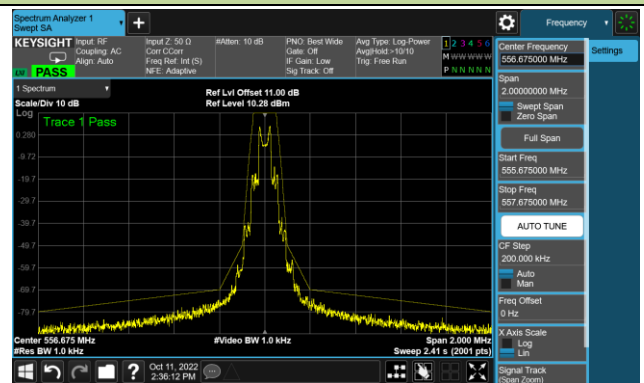 Spectrum Analyzer 1
Swept SA
Frequency
KEYSIGHT
Input: RF
Coupling: AC
Align: Auto
Input Z: 50 Ω
Corr CCorr
Freq Ref: Int (S)
NFE: Adaptive
#Atten: 10 dB
PNO: Best Wide
Gate: Off
IF Gain: Low
Sig Track: Off
Avg Type: Log-Power
Avg|Hold:>10/10
Trig: Free Run
1 2 3 4 5 6
M W W W W W
P N N N N N
LXI PASS
1 Spectrum
Scale/Div 10 dB
Ref Lvl Offset 11.00 dB
Ref Level 10.28 dBm
Log
Trace 1 Pass
0.280
-9.72
-19.7
-29.7
-39.7
-49.7
-59.7
-69.7
-79.7
Center 556.675 MHz
#Video BW 1.0 kHz
Span 2.000 MHz
#Res BW 1.0 kHz
Sweep 2.41 s (2001 pts)
Oct 11, 2022
2:36:12 PM
Center Frequency
556.675000 MHz
Settings
Span
2.00000000 MHz
Swept Span
Zero Span
Full Span
Start Freq
555.675000 MHz
Stop Freq
557.675000 MHz
AUTO TUNE
CF Step
200.000 kHz
Auto
Man
Freq Offset
0 Hz
X Axis Scale
Log
Lin
Signal Track
(Span Zoom)